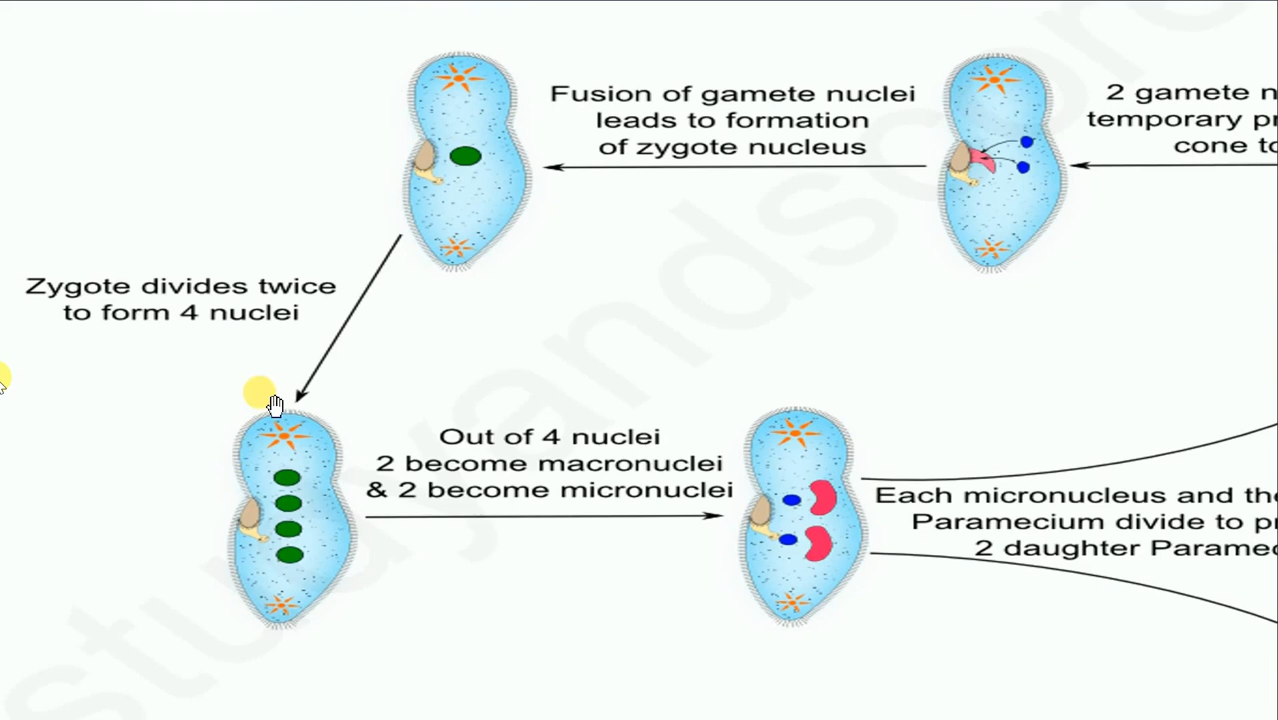 Fusion of gamete nuclei
leads to formation
of zygote nucleus
2 gamete
temporary
cone
Zygote divides twice
to form 4 nuclei
Out of 4 nuclei
2 become macronuclei
& 2 become micronuclei
Each micronucleus and
Paramecium divide to
2 daughter
studyandscore